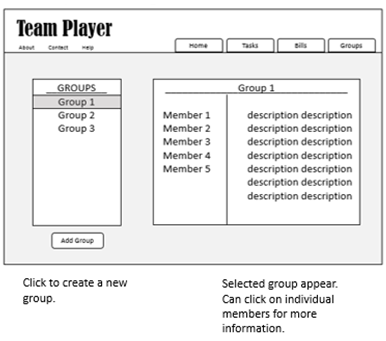 Team Player
About Contact Help
Home Tasks Bills Groups
GROUPS
Group 1
Group 2
Group 3
Add Group
Group 1
Member 1
Member 2
Member 3
Member 4
Member 5
description description
description description
description description
description description
description description
description description
description description
Click to create a new
group.
Selected group appear.
Can click on individual
members for more
information.